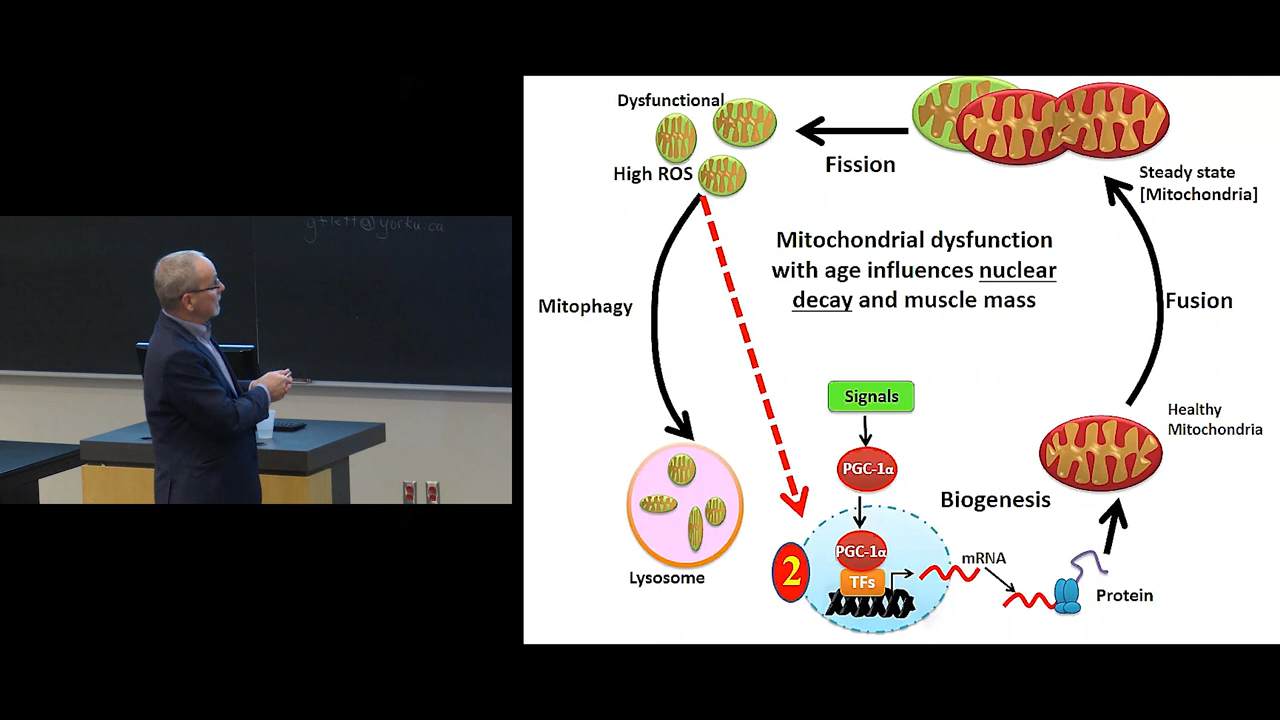 Dysfunctional
High ROS
Fission
Steady state
[Mitochondria]
Mitochondrial dysfunction
with age influences nuclear
decay and muscle mass
Mitophagy
Fusion
Signals
PGC-1α
Healthy
Mitochondria
Biogenesis
PGC-1α
TFs
2
mRNA
Protein
Lysosome